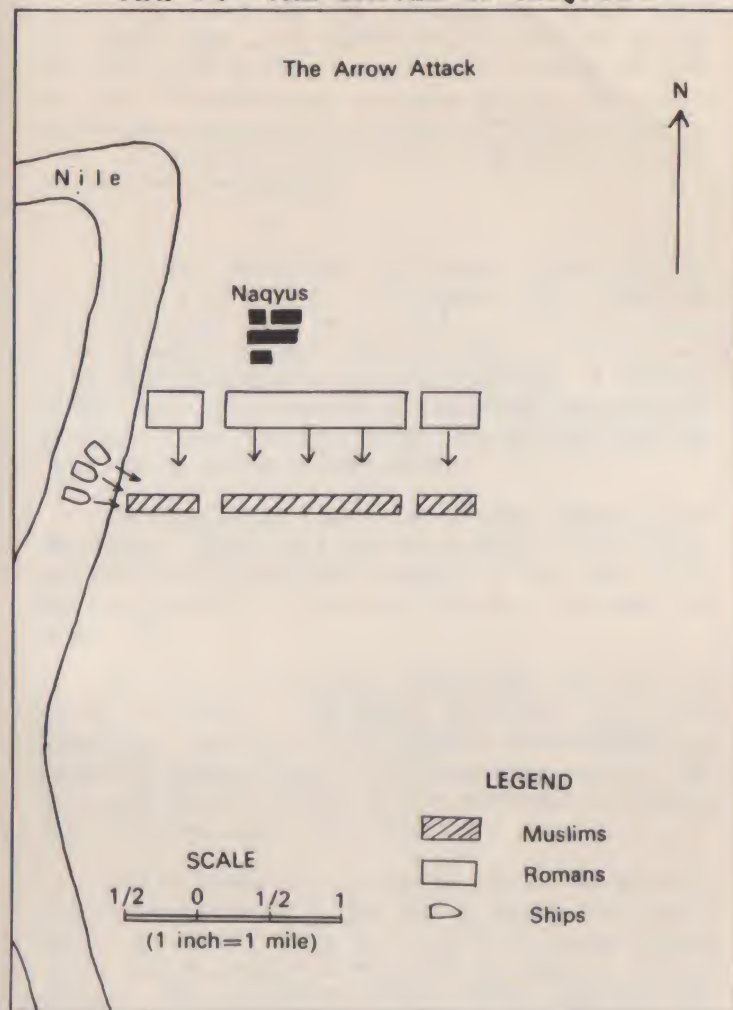 The Arrow Attack
N
Nile
Naqyus
LEGEND
Muslims
SCALE
Romans
1/2 0 1/2 1
Ships
(1 inch=1 mile)